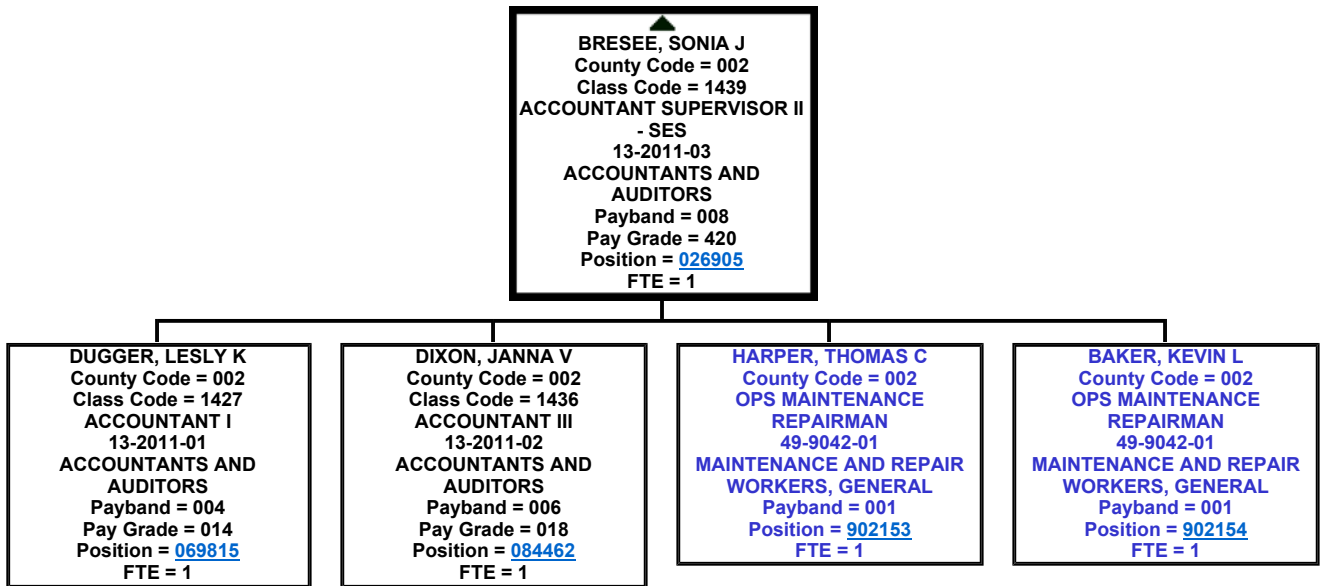 BRESEE, SONIA J
County Code = 002
Class Code = 1439
ACCOUNTANT SUPERVISOR II
- SES
13-2011-03
ACCOUNTANTS AND
AUDITORS
Payband = 008
Pay Grade = 420
Position = 026905
FTE = 1
DUGGER, LESLY K
County Code = 002
Class Code = 1427
ACCOUNTANT I
13-2011-01
ACCOUNTANTS AND
AUDITORS
Payband = 004
Pay Grade = 014
Position = 069815
FTE = 1
DIXON, JANNA V
County Code = 002
Class Code = 1436
ACCOUNTANT III
13-2011-02
ACCOUNTANTS AND
AUDITORS
Payband = 006
Pay Grade = 018
Position = 084462
FTE = 1
HARPER, THOMAS C
County Code = 002
OPS MAINTENANCE
REPAIRMAN
49-9042-01
MAINTENANCE AND REPAIR
WORKERS, GENERAL
Payband = 001
Position = 902153
FTE = 1
BAKER, KEVIN L
County Code = 002
OPS MAINTENANCE
REPAIRMAN
49-9042-01
MAINTENANCE AND REPAIR
WORKERS, GENERAL
Payband = 001
Position = 902154
FTE = 1